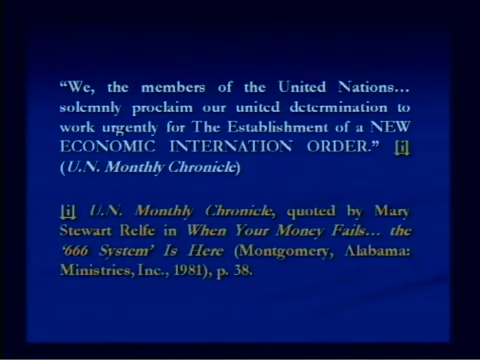 “We, the members of the United Nations…
solemnly proclaim our united determination to
work urgently for The Establishment of a NEW
ECONOMIC INTERNATION ORDER.” [i]
(U.N. Monthly Chronicle)
[i] U.N. Monthly Chronicle, quoted by Mary
Stewart Relfe in When Your Money Fails… the
‘666 System’ Is Here (Montgomery, Alabama:
Ministries, Inc., 1981), p. 38.